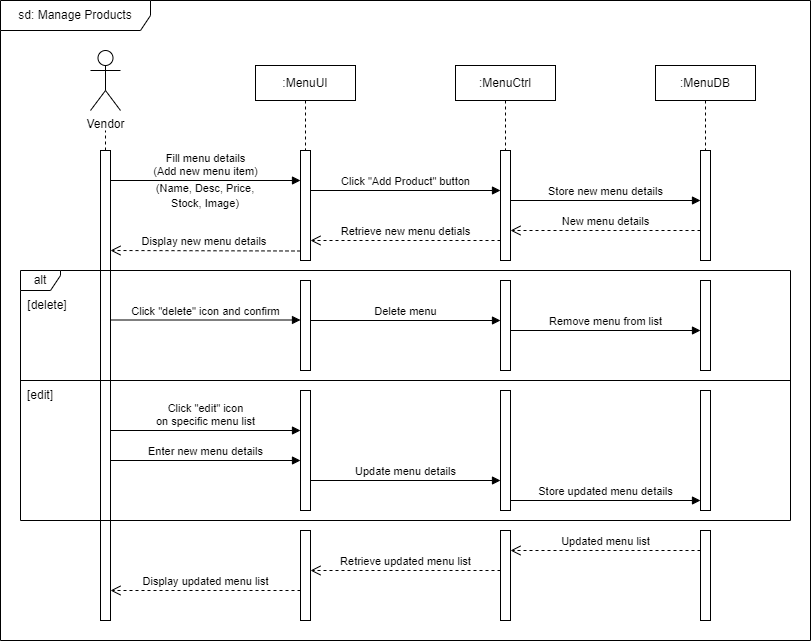 sd: Manage Products
Vendor
:MenuUI
:MenuCtrl
:MenuDB
Fill menu details
(Add new menu item)
(Name, Desc, Price,
Stock, Image)
Click "Add Product" button
Store new menu details
New menu details
Retrieve new menu detials
Display new menu details
alt
[delete]
Click "delete" icon and confirm
Delete menu
Remove menu from list
[edit]
Click "edit" icon
on specific menu list
Enter new menu details
Update menu details
Store updated menu details
Updated menu list
Retrieve updated menu list
Display updated menu list